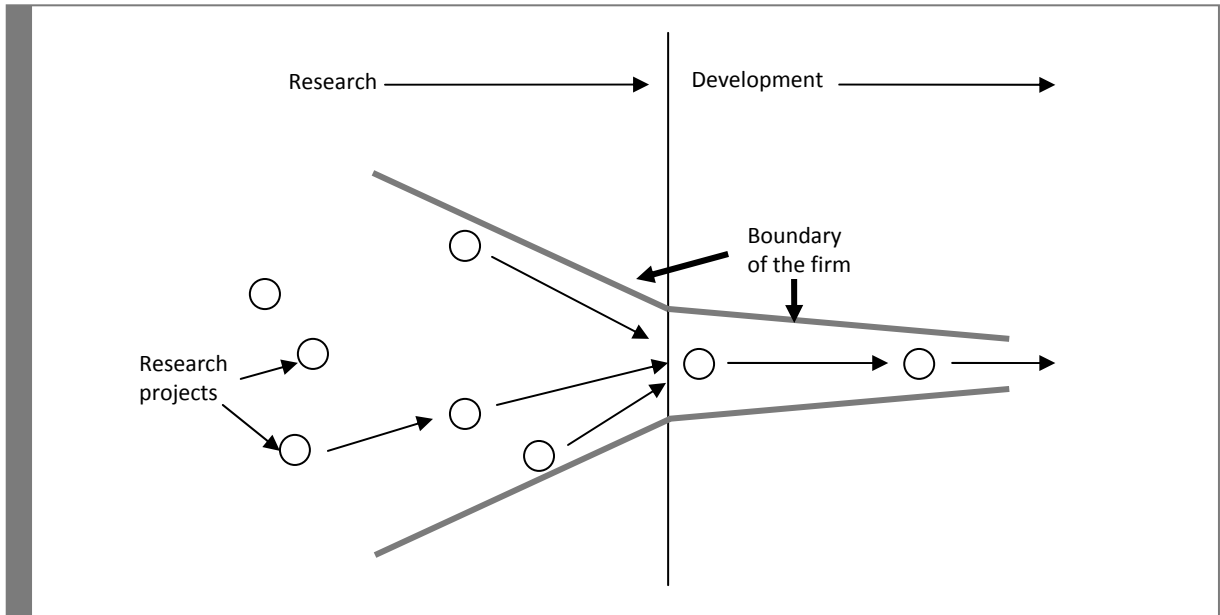 Research
Development
Boundary
of the firm
Research
projects